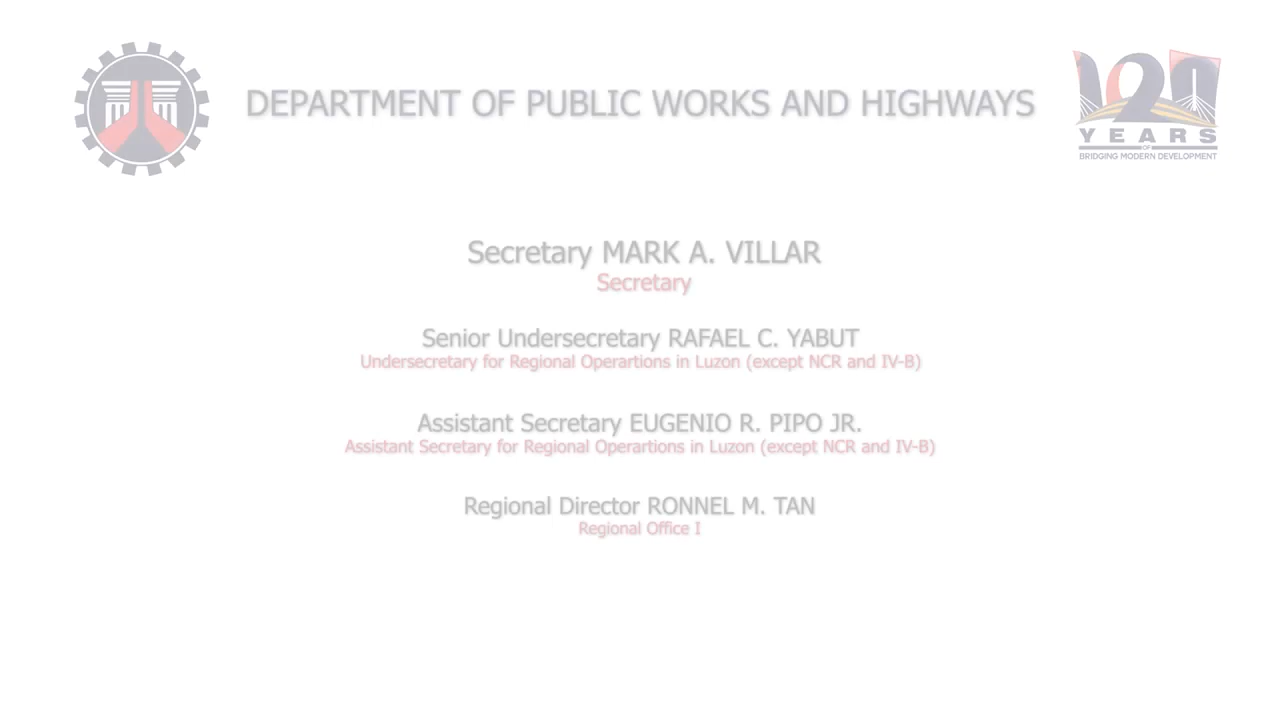 DEPARTMENT OF PUBLIC WORKS AND HIGHWAYS
120
YEARS
OF
BRIDGING MODERN DEVELOPMENT
Secretary MARK A. VILLAR
Secretary
Senior Undersecretary RAFAEL C. YABUT
Undersecretary for Regional Operartions in Luzon (except NCR and IV-B)
Assistant Secretary EUGENIO R. PIPO JR.
Assistant Secretary for Regional Operartions in Luzon (except NCR and IV-B)
Regional Director RONNEL M. TAN
Regional Office I